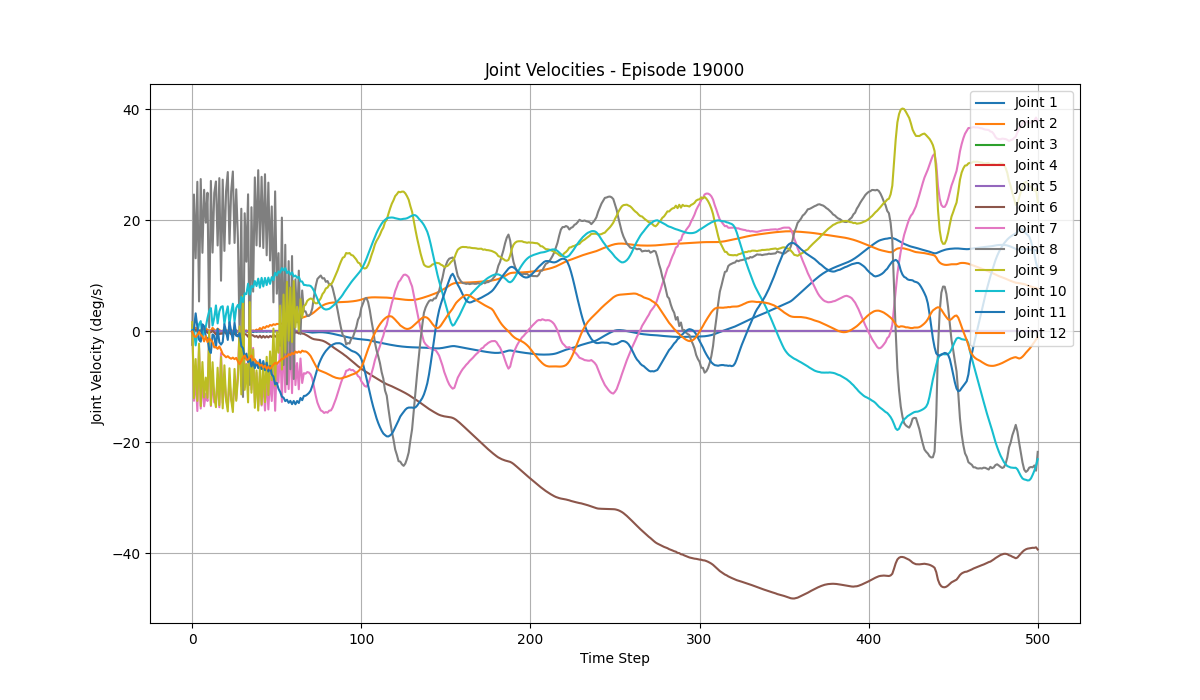 Joint Velocities - Episode 19000
Joint Velocity (deg/s)
40
20
0
−20
−40
0 100 200 300 400 500
Time Step
Joint 1
Joint 2
Joint 3
Joint 4
Joint 5
Joint 6
Joint 7
Joint 8
Joint 9
Joint 10
Joint 11
Joint 12